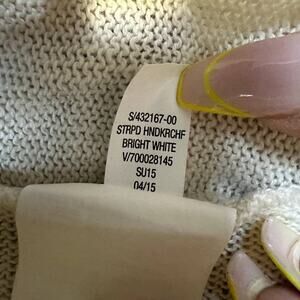 S/432167-00
STRPD HNDKRCHF
BRIGHT WHITE
V/700028145
SU15
04/15